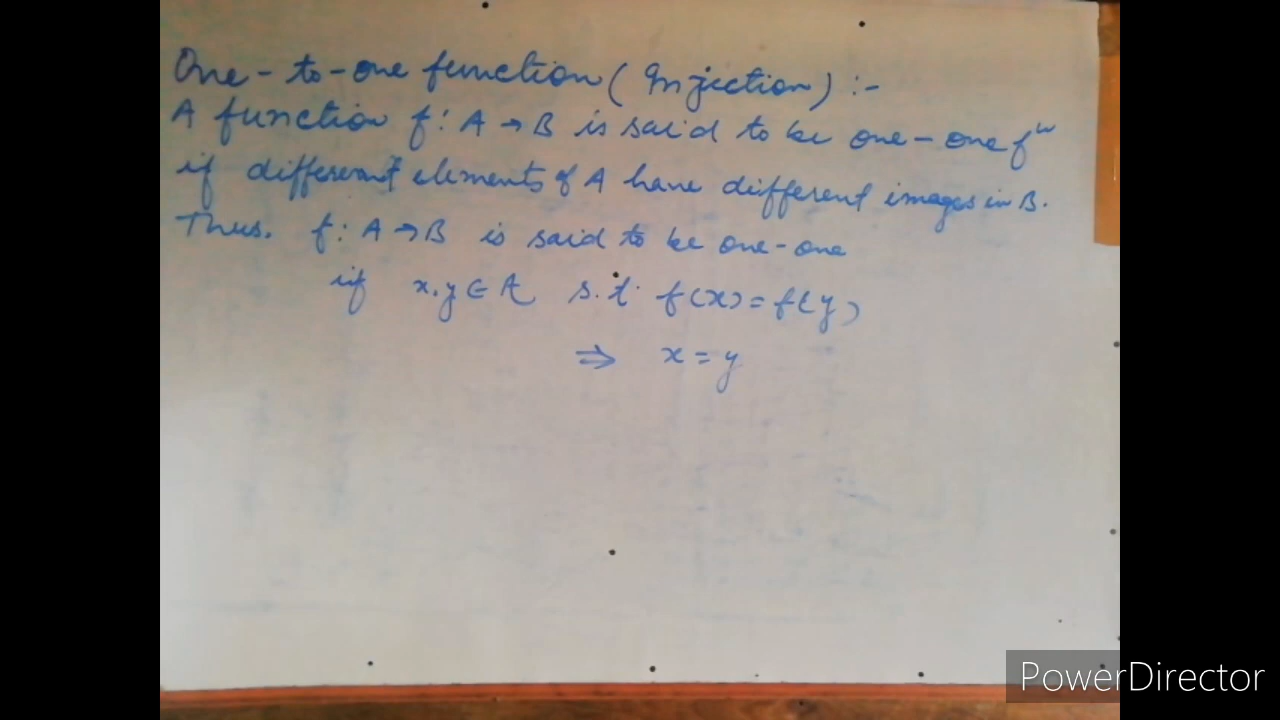 One-to-one function (Injection) :-
A function f: A → B is said to be one-one fⁿ
if different elements of A have different images in B.
Thus. f: A → B is said to be one-one
if x.y ∈ A s.t f(x) = f(y)
⇒ x = y
PowerDirector